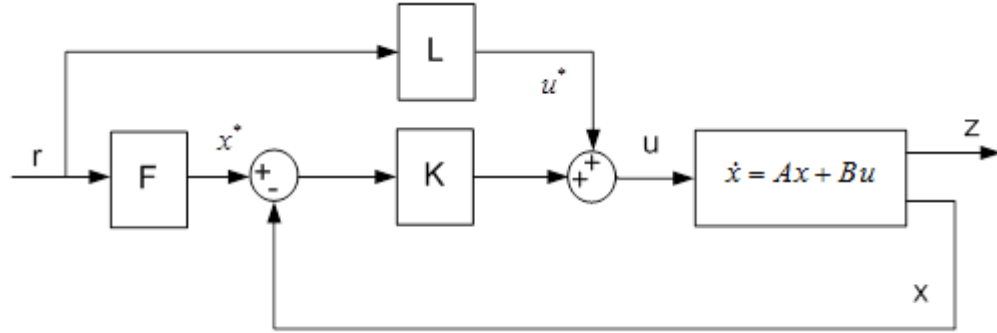 L
u*
r
x*
F
+
-
K
+
+
u
ẋ = Ax + Bu
z
x